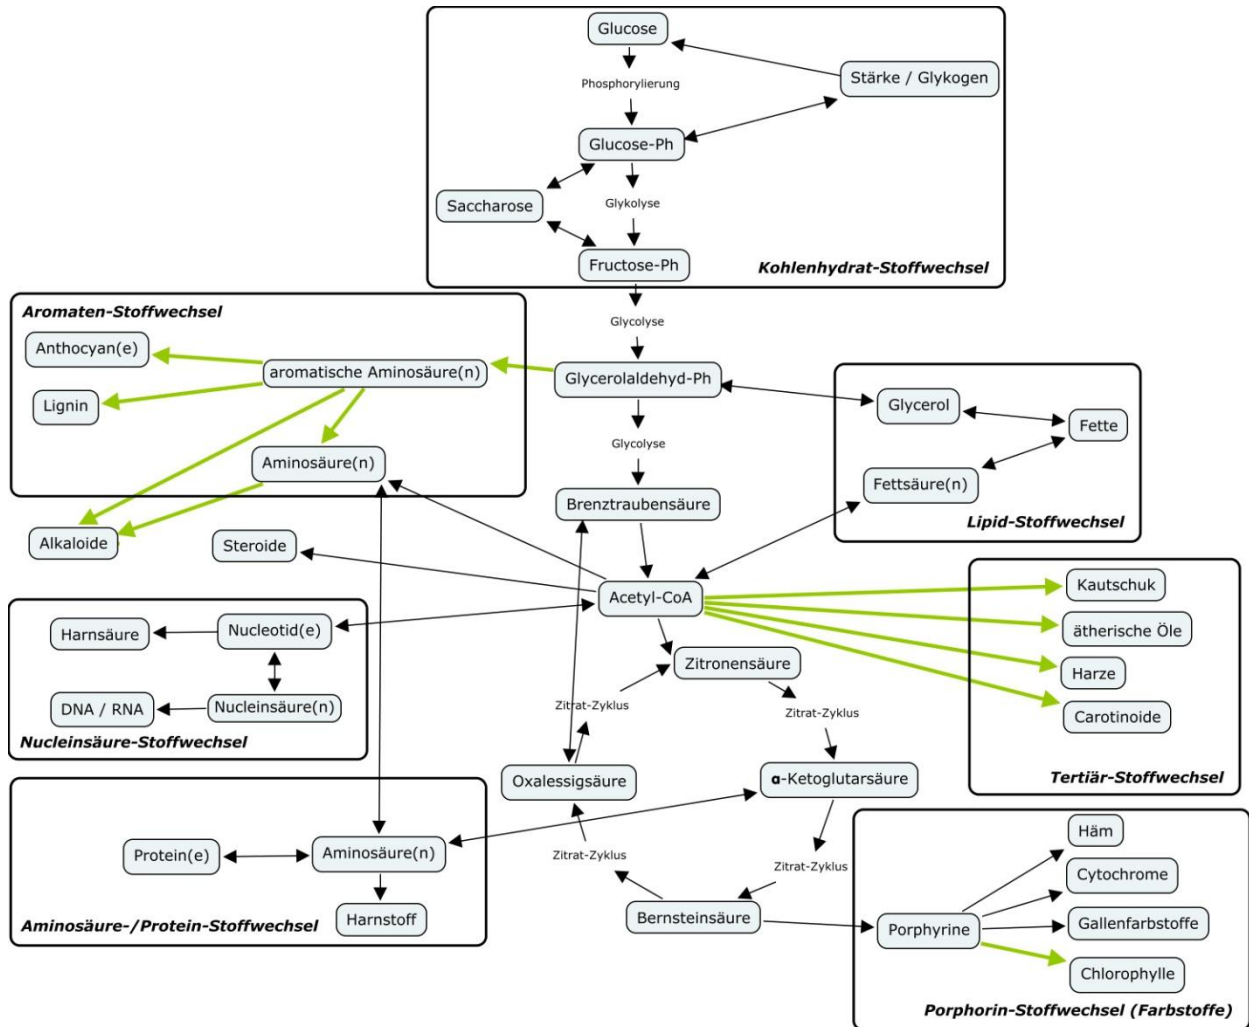 Glucose
Phosphorylierung
Stärke / Glykogen
Glucose-Ph
Saccharose
Glykolyse
Fructose-Ph
Kohlenhydrat-Stoffwechsel
Aromaten-Stoffwechsel
Glycolyse
Anthocyan(e)
aromatische Aminosäure(n)
Glycerolaldehyd-Ph
Lignin
Glycerol
Fette
Glycolyse
Aminosäure(n)
Fettsäure(n)
Brenztraubensäure
Lipid-Stoffwechsel
Alkaloide
Steroide
Acetyl-CoA
Kautschuk
ätherische Öle
Harze
Carotinoide
Tertiär-Stoffwechsel
Harnsäure
Nucleotid(e)
DNA / RNA
Nucleinsäure(n)
Nucleinsäure-Stoffwechsel
Zitronensäure
Zitrat-Zyklus
Zitrat-Zyklus
Oxalessigsäure
α-Ketoglutarsäure
Protein(e)
Aminosäure(n)
Harnstoff
Aminosäure-/Protein-Stoffwechsel
Zitrat-Zyklus
Zitrat-Zyklus
Bernsteinsäure
Porphyrine
Häm
Cytochrome
Gallenfarbstoffe
Chlorophylle
Porphorin-Stoffwechsel (Farbstoffe)